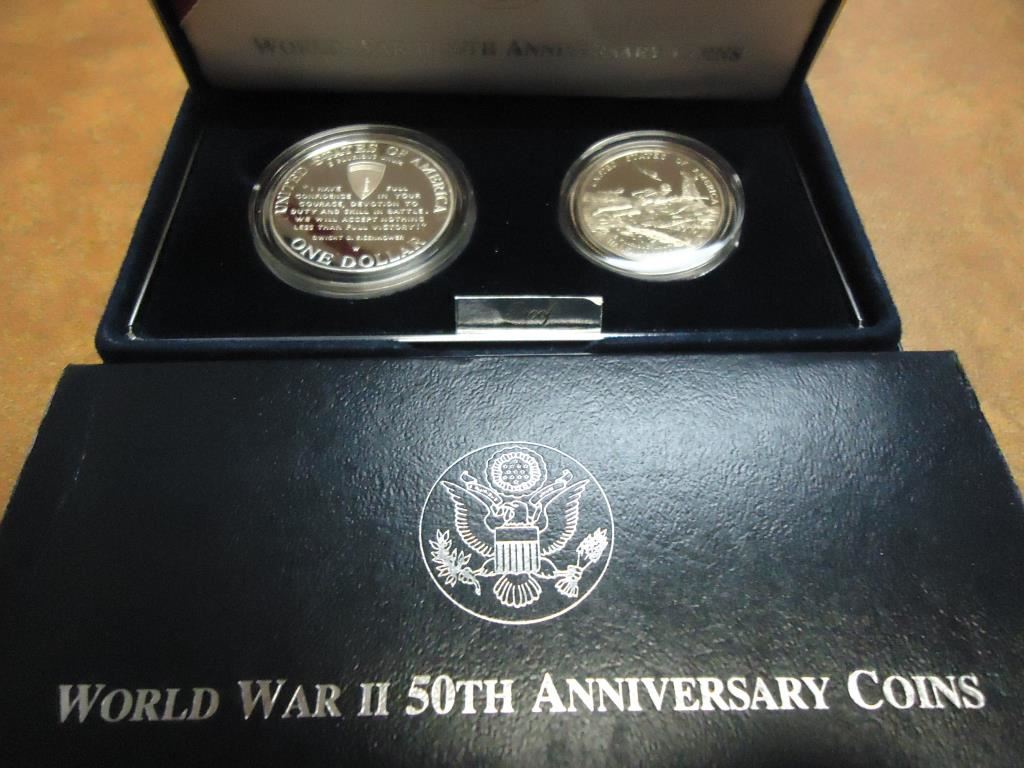 WORLD WAR II 50TH ANNIVERSARY COINS
UNITED STATES OF AMERICA
E PLURIBUS UNUM
"I HAVE FULL
CONFIDENCE IN YOUR
COURAGE, DEVOTION TO
DUTY AND SKILL IN BATTLE.
WE WILL ACCEPT NOTHING
LESS THAN FULL VICTORY!"
DWIGHT D. EISENHOWER
W
ONE DOLLAR
UNITED STATES OF AMERICA
WORLD WAR II 50TH ANNIVERSARY COINS